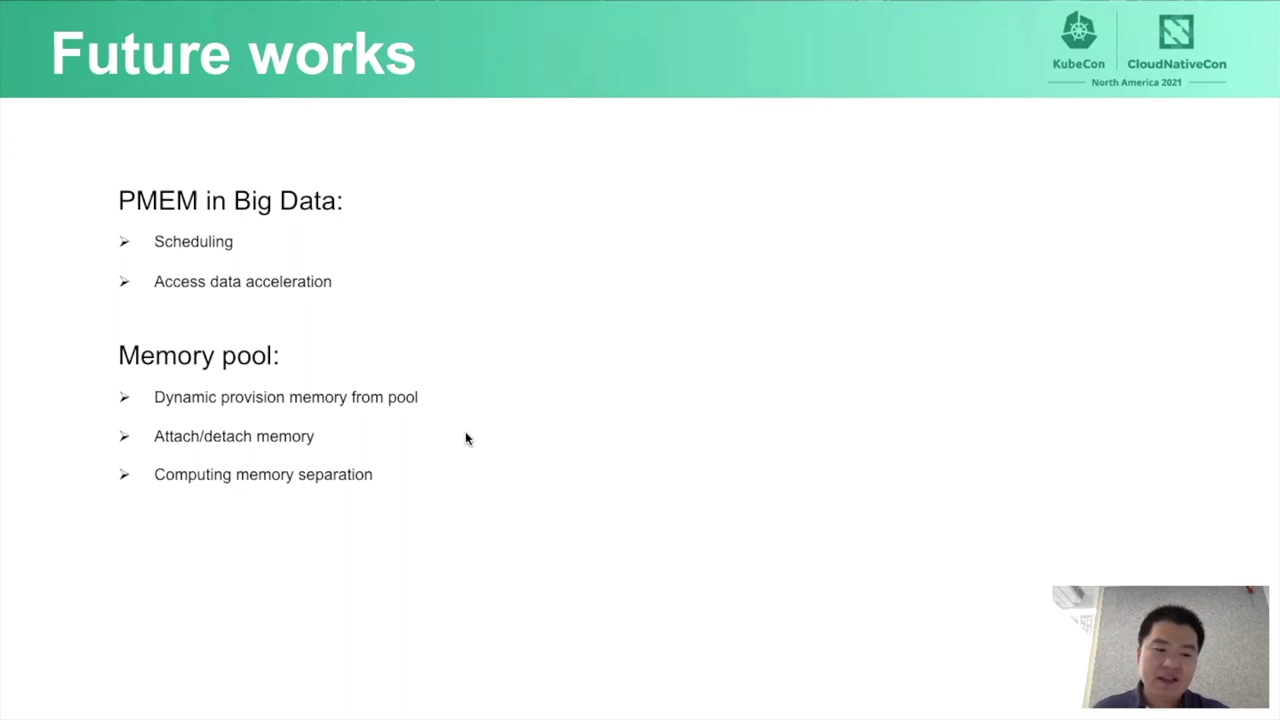 Future works
KubeCon
CloudNativeCon
North America 2021
PMEM in Big Data:
Scheduling
Access data acceleration
Memory pool:
Dynamic provision memory from pool
Attach/detach memory
Computing memory separation